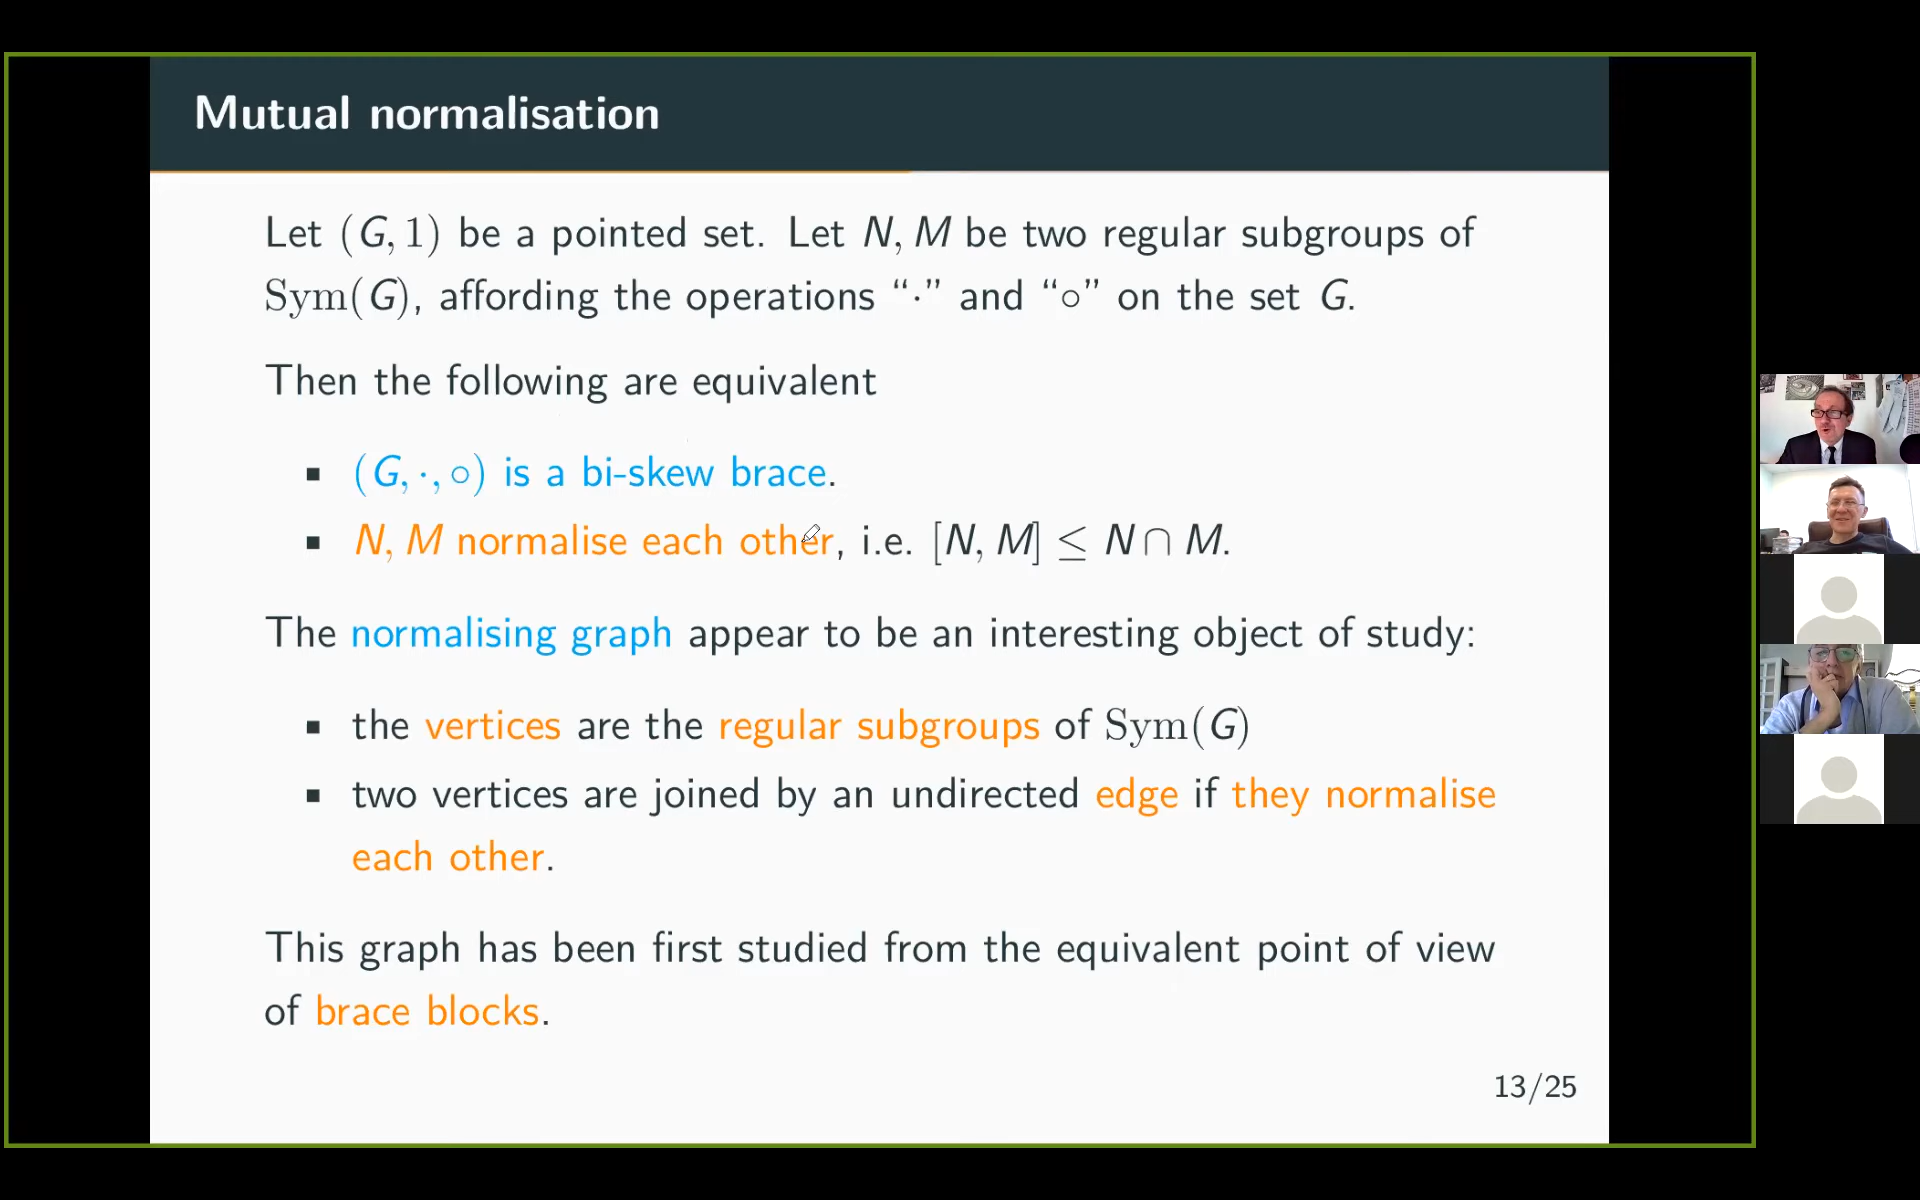 Mutual normalisation
Let (G, 1) be a pointed set. Let N, M be two regular subgroups of
Sym(G), affording the operations “·” and “∘” on the set G.
Then the following are equivalent
▪ (G, ·, ∘) is a bi-skew brace.
▪ N, M normalise each other, i.e. [N, M] ≤ N ∩ M.
The normalising graph appear to be an interesting object of study:
▪ the vertices are the regular subgroups of Sym(G)
▪ two vertices are joined by an undirected edge if they normalise
each other.
This graph has been first studied from the equivalent point of view
of brace blocks.
13/25